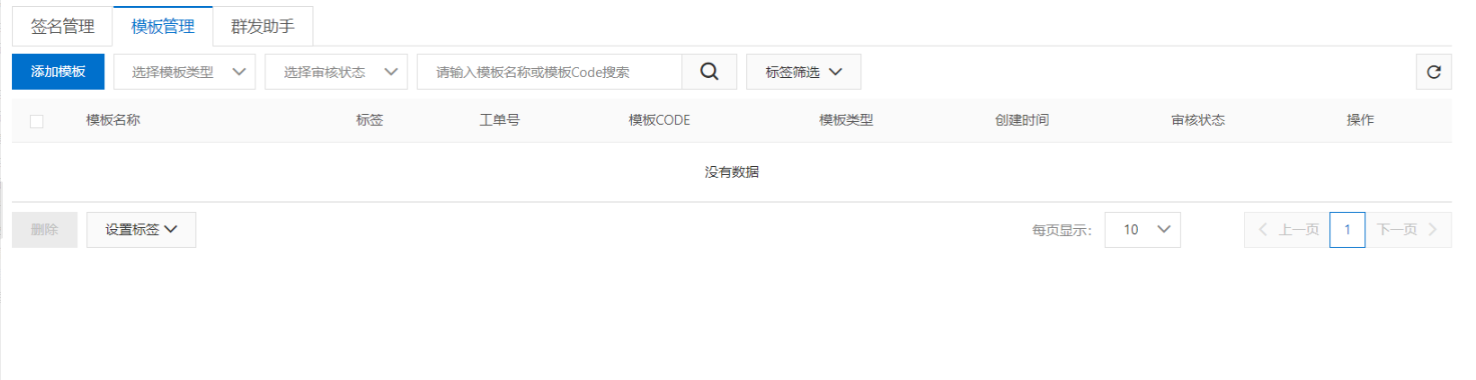 签名管理 模板管理 群发助手
添加模板 选择模板类型 选择审核状态 请输入模板名称或模板Code搜索 标签筛选
模板名称 标签 工单号 模板CODE 模板类型 创建时间 审核状态 操作
没有数据
删除 设置标签 每页显示: 10 上一页 1 下一页